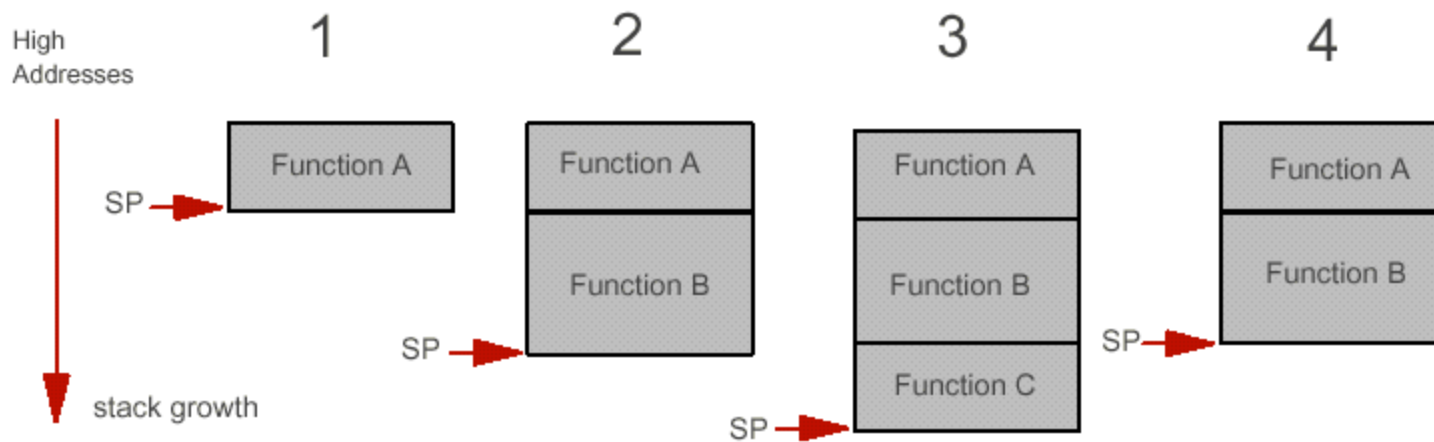 High
Addresses
1
2
3
4
Function A
SP
Function A
Function B
SP
Function A
Function B
Function C
SP
Function A
Function B
SP
stack growth